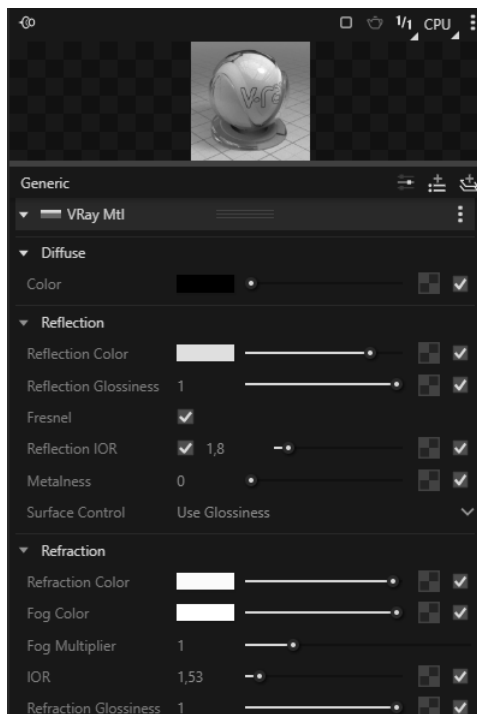 1/1 CPU
V-ra
Generic
VRay Mtl
Diffuse
Color
Reflection
Reflection Color
Reflection Glossiness 1
Fresnel
Reflection IOR 1,8
Metalness 0
Surface Control Use Glossiness
Refraction
Refraction Color
Fog Color
Fog Multiplier 1
IOR 1,53
Refraction Glossiness 1